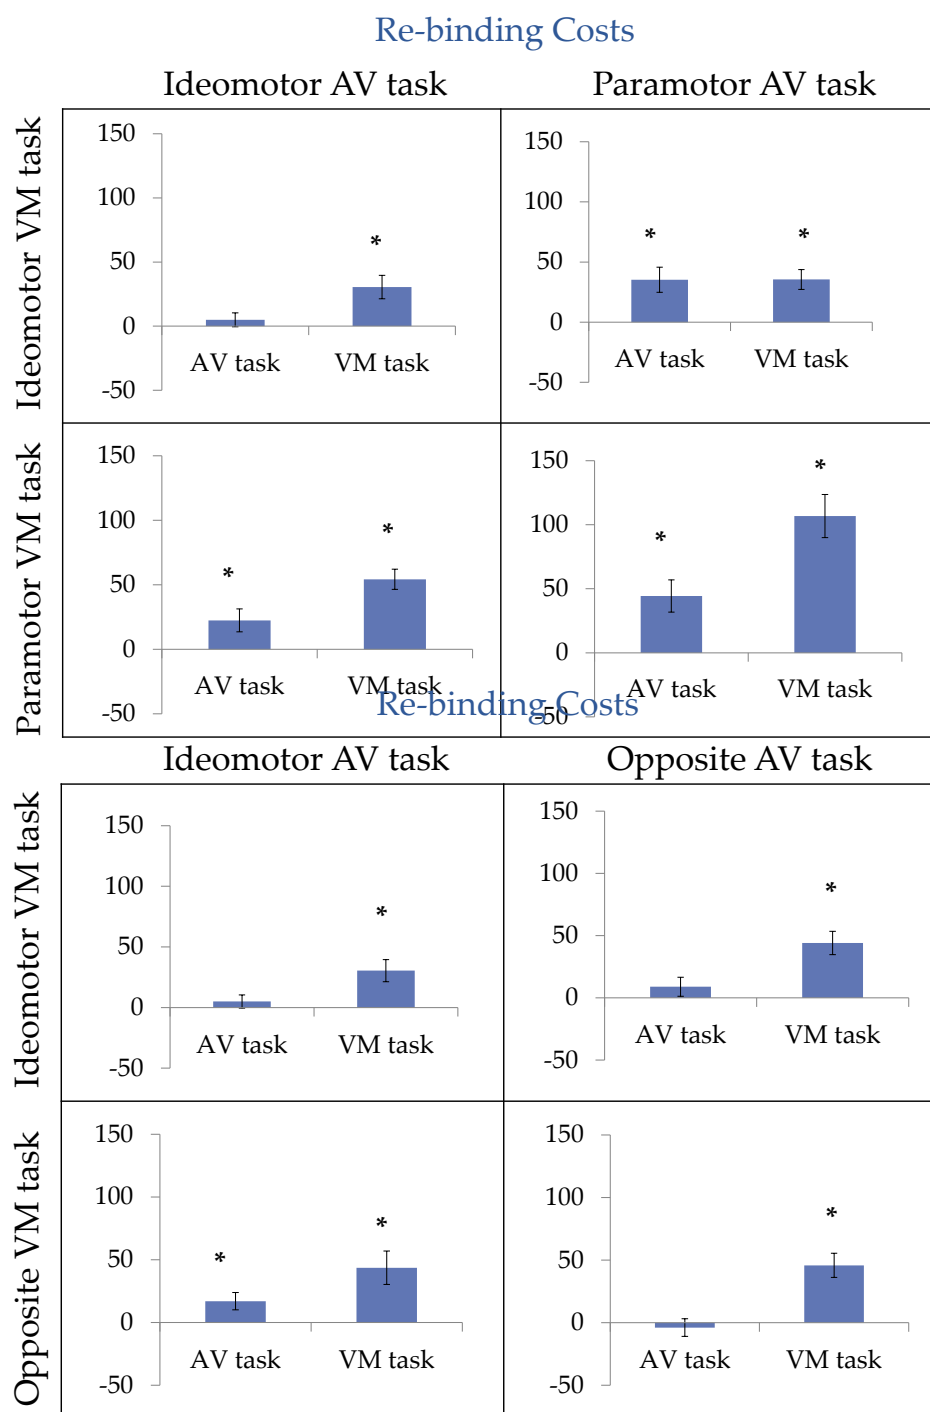 Re-binding Costs
Ideomotor AV task
Paramotor AV task
Ideomotor VM task
150
100
50
0
-50
*
AV task
VM task
150
100
50
0
-50
*
*
AV task
VM task
Paramotor VM task
150
100
50
0
-50
*
*
AV task
VM task
150
100
50
0
-50
*
*
AV task
VM task
Re-binding Costs
Ideomotor AV task
Opposite AV task
Ideomotor VM task
150
100
50
0
-50
*
AV task
VM task
150
100
50
0
-50
*
AV task
VM task
Opposite VM task
150
100
50
0
-50
*
*
AV task
VM task
150
100
50
0
-50
*
AV task
VM task